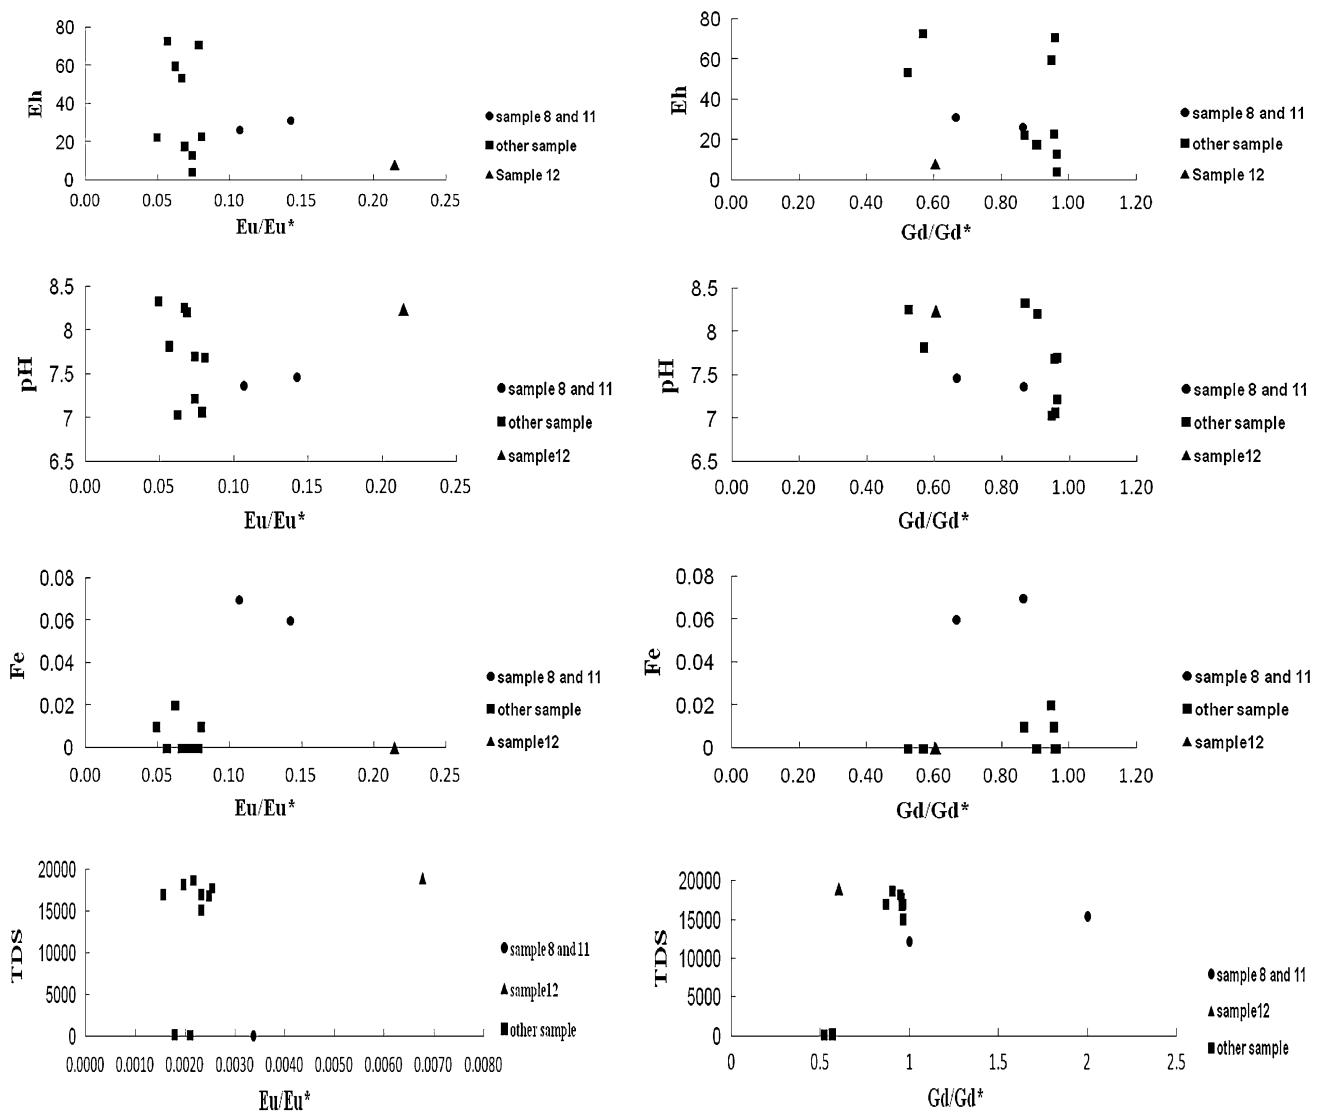 80
60
40
20
0
Eh
0.00 0.05 0.10 0.15 0.20 0.25
Eu/Eu*
sample 8 and 11
other sample
Sample 12
80
60
40
20
0
Eh
0.00 0.20 0.40 0.60 0.80 1.00 1.20
Gd/Gd*
sample 8 and 11
other sample
Sample 12
8.5
8
7.5
7
6.5
pH
0.00 0.05 0.10 0.15 0.20 0.25
Eu/Eu*
sample 8 and 11
other sample
sample12
8.5
8
7.5
7
6.5
pH
0.00 0.20 0.40 0.60 0.80 1.00 1.20
Gd/Gd*
sample 8 and 11
other sample
sample12
0.08
0.06
0.04
0.02
0
Fe
0.00 0.05 0.10 0.15 0.20 0.25
Eu/Eu*
sample 8 and 11
other sample
sample12
0.08
0.06
0.04
0.02
0
Fe
0.00 0.20 0.40 0.60 0.80 1.00 1.20
Gd/Gd*
sample 8 and 11
other sample
sample12
20000
15000
10000
5000
0
TDS
0.0000 0.0010 0.0020 0.0030 0.0040 0.0050 0.0060 0.0070 0.0080
Eu/Eu*
sample 8 and 11
sample12
other sample
20000
15000
10000
5000
0
TDS
0 0.5 1 1.5 2 2.5
Gd/Gd*
sample 8 and 11
sample12
other sample